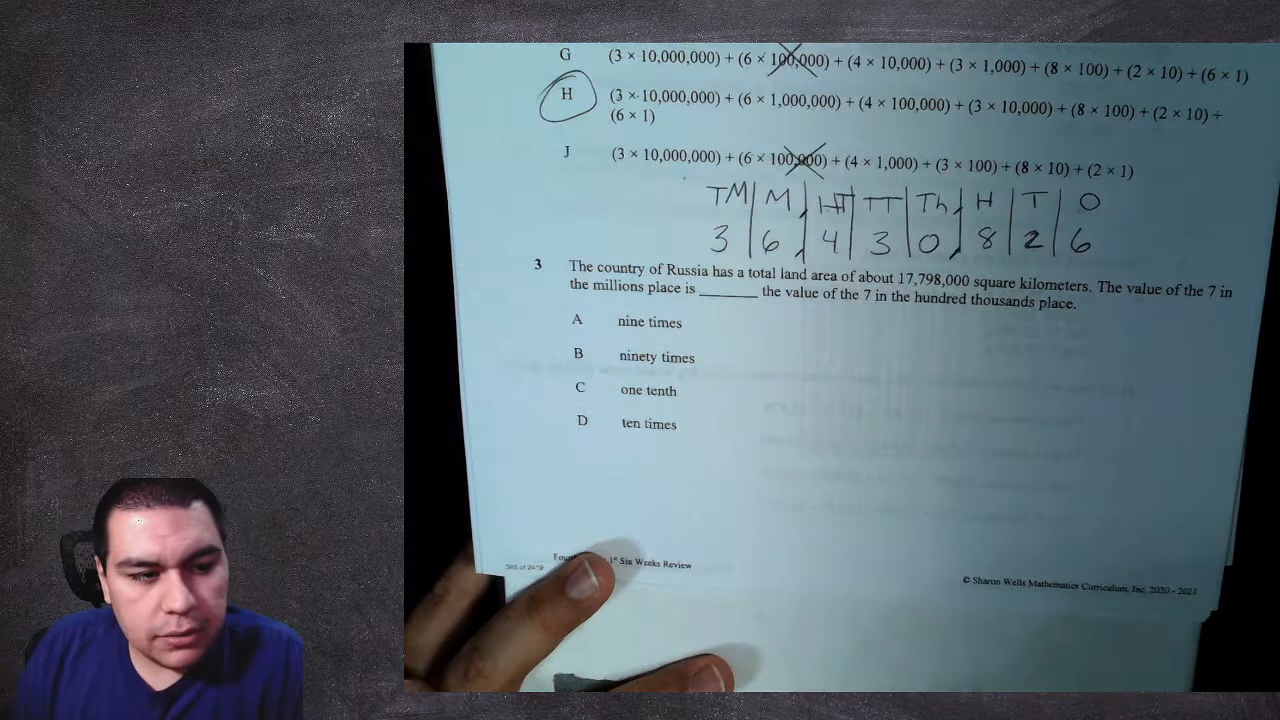 G (3 × 10,000,000) + (6 × 100,000) + (4 × 10,000) + (3 × 1,000) + (8 × 100) + (2 × 10) + (6 × 1)
H (3 × 10,000,000) + (6 × 1,000,000) + (4 × 100,000) + (3 × 10,000) + (8 × 100) + (2 × 10) +
(6 × 1)
J (3 × 10,000,000) + (6 × 100,000) + (4 × 1,000) + (3 × 100) + (8 × 10) + (2 × 1)
TM M , HT TT Th , H T O
3 6 , 4 3 0 , 8 2 6
3 The country of Russia has a total land area of about 17,798,000 square kilometers. The value of the 7 in
the millions place is ______ the value of the 7 in the hundred thousands place.
A nine times
B ninety times
C one tenth
D ten times
1st Six Weeks Review
© Sharon Wells Mathematics Curriculum, Inc. 2020 - 2021